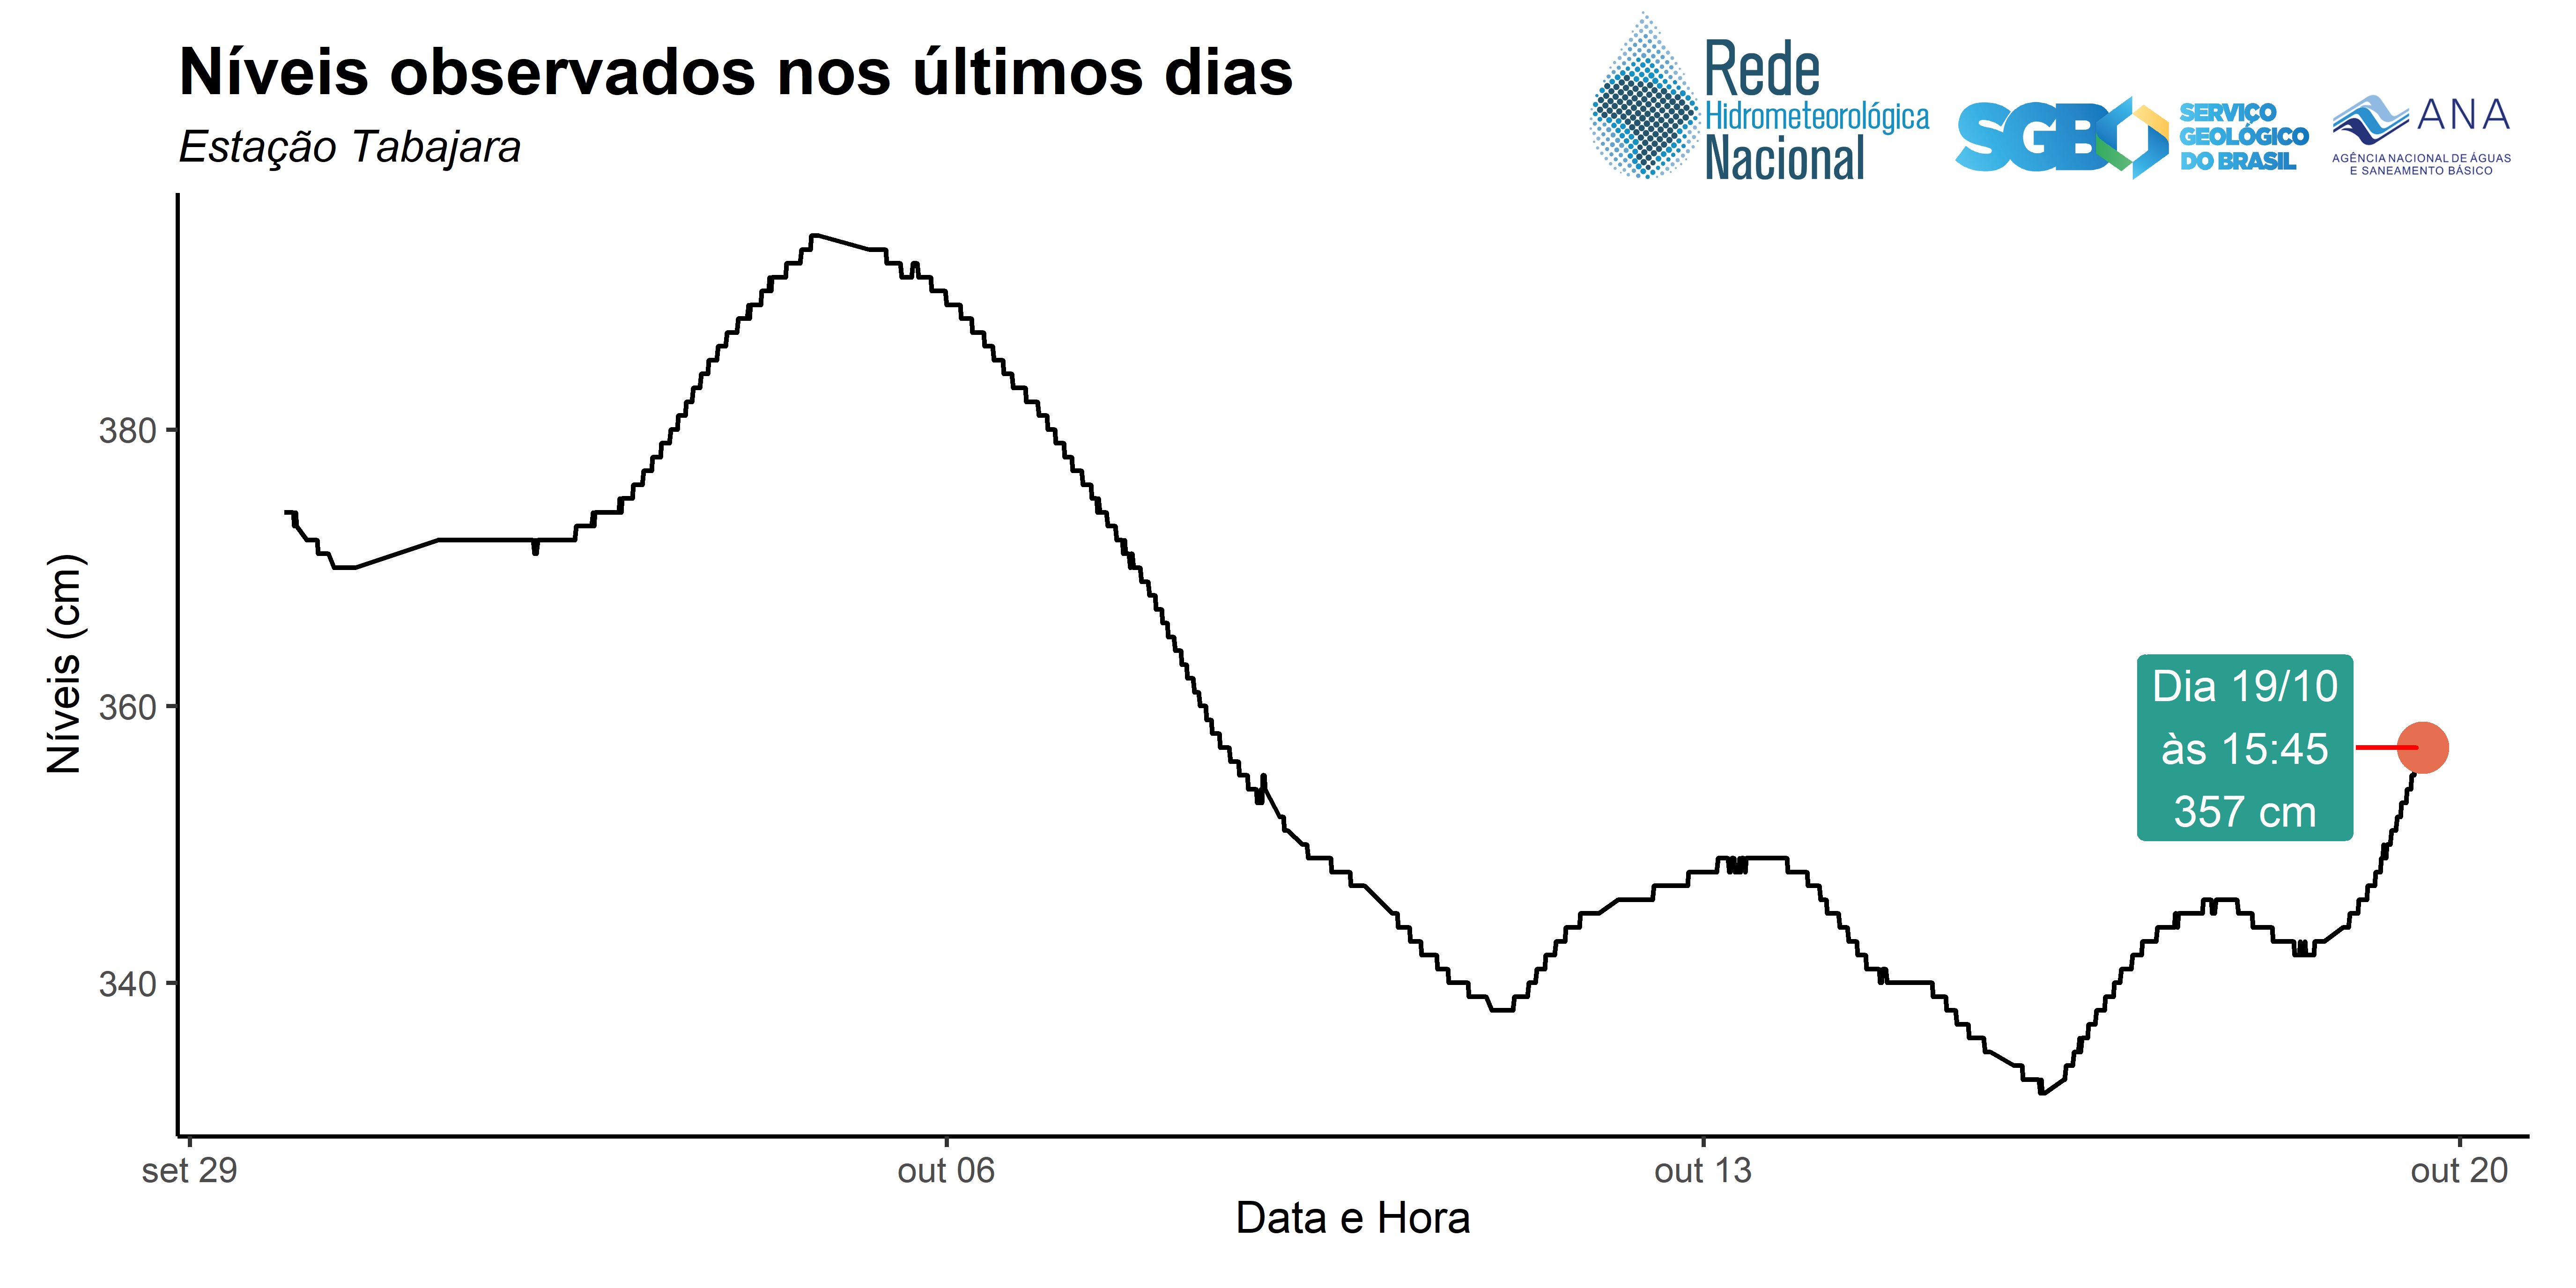 Níveis observados nos últimos dias
Estação Tabajara
Rede
Hidrometeorológica
Nacional
SGB
SERVIÇO
GEOLÓGICO
DO BRASIL
ANA
AGÊNCIA NACIONAL DE ÁGUAS
E SANEAMENTO BÁSICO
Níveis (cm)
380
360
340
Dia 19/10
às 15:45
357 cm
set 29
out 06
out 13
out 20
Data e Hora